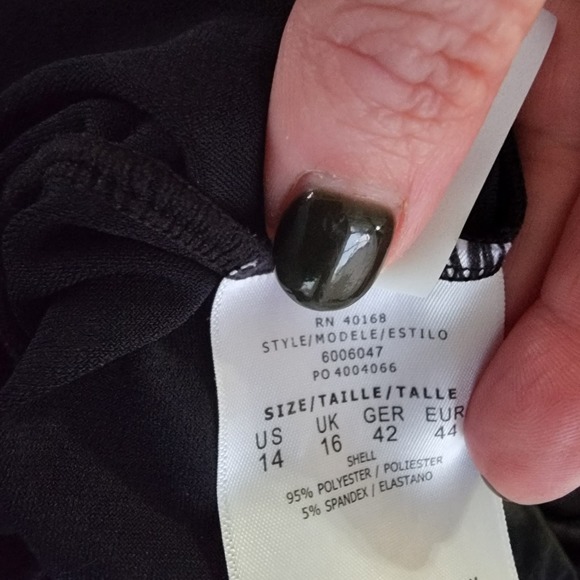 RN 40168
STYLE/MODELE/ESTILO
6006047
PO 4004066
SIZE/TAILLE/TALLE
US UK GER EUR
14 16 42 44
SHELL
95% POLYESTER / POLIESTER
5% SPANDEX / ELASTANO